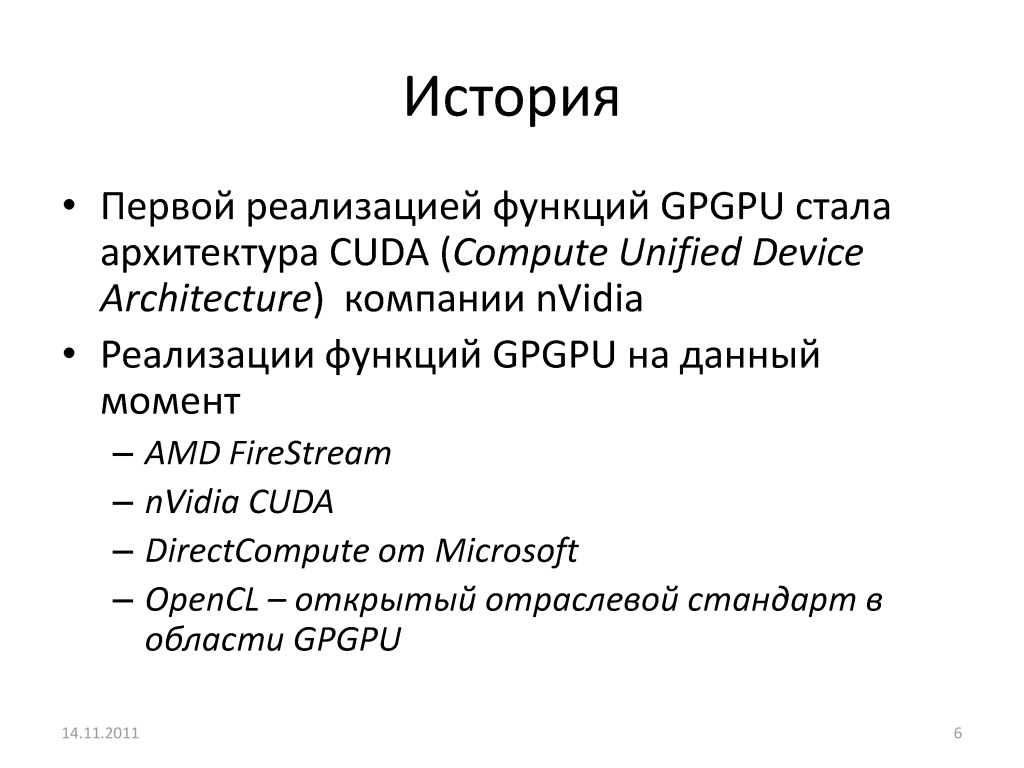 История
• Первой реализацией функций GPGPU стала
архитектура CUDA (Compute Unified Device
Architecture)  компании nVidia
• Реализации функций GPGPU на данный
момент
– AMD FireStream
– nVidia CUDA
– DirectCompute от Microsoft
– OpenCL – открытый отраслевой стандарт в
области GPGPU
14.11.2011 6